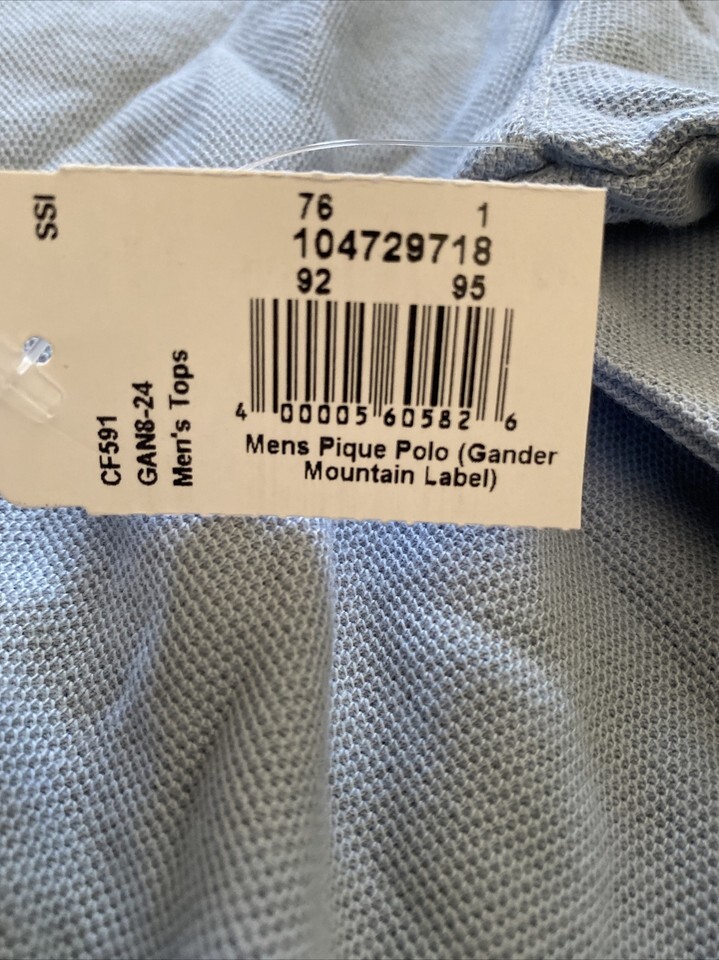 SSI
76 1
104729718
92 95
4 00005 60582 6
Mens Pique Polo (Gander
Mountain Label)
CF591
GAN8-24
Men's Tops